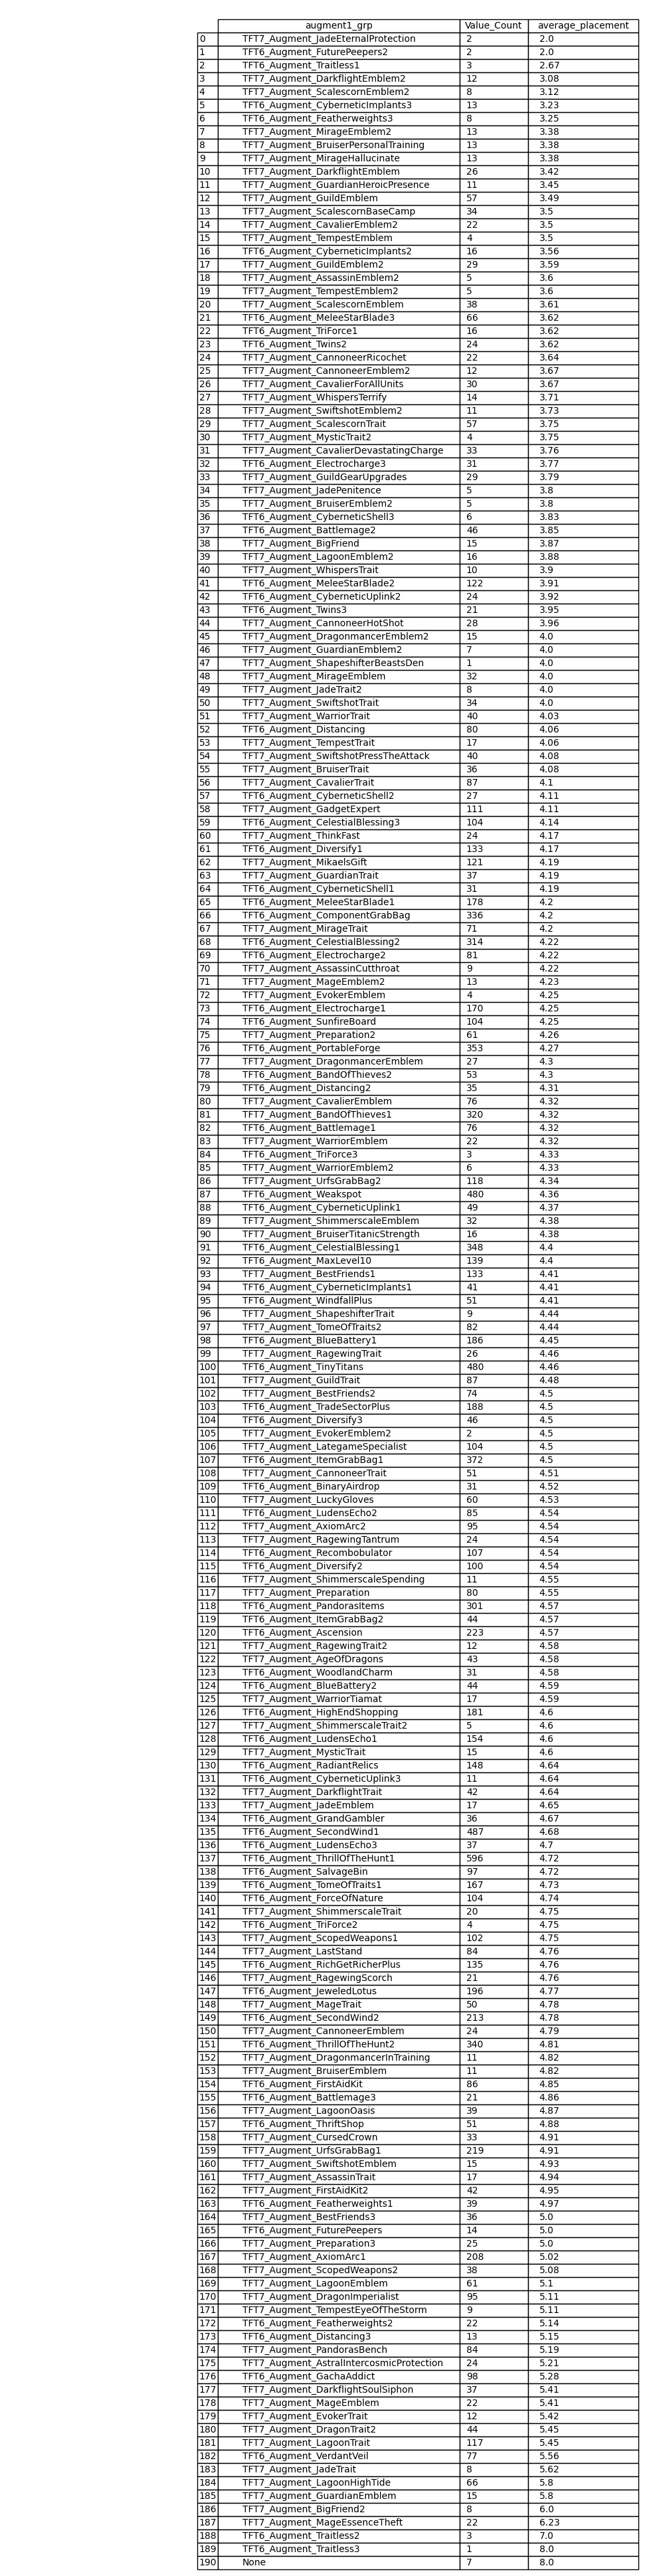 augment1_grp Value_Count average_placement
0 TFT7_Augment_JadeEternalProtection 2 2.0
1 TFT6_Augment_FuturePeepers2 2 2.0
2 TFT6_Augment_Traitless1 3 2.67
3 TFT7_Augment_DarkflightEmblem2 12 3.08
4 TFT7_Augment_ScalescornEmblem2 8 3.12
5 TFT6_Augment_CyberneticImplants3 13 3.23
6 TFT6_Augment_Featherweights3 8 3.25
7 TFT7_Augment_MirageEmblem2 13 3.38
8 TFT7_Augment_BruiserPersonalTraining 13 3.38
9 TFT7_Augment_MirageHallucinate 13 3.38
10 TFT7_Augment_DarkflightEmblem 26 3.42
11 TFT7_Augment_GuardianHeroicPresence 11 3.45
12 TFT7_Augment_GuildEmblem 57 3.49
13 TFT7_Augment_ScalescornBaseCamp 34 3.5
14 TFT7_Augment_CavalierEmblem2 22 3.5
15 TFT7_Augment_TempestEmblem 4 3.5
16 TFT6_Augment_CyberneticImplants2 16 3.56
17 TFT7_Augment_GuildEmblem2 29 3.59
18 TFT7_Augment_AssassinEmblem2 5 3.6
19 TFT7_Augment_TempestEmblem2 5 3.6
20 TFT7_Augment_ScalescornEmblem 38 3.61
21 TFT6_Augment_MeleeStarBlade3 66 3.62
22 TFT6_Augment_TriForce1 16 3.62
23 TFT6_Augment_Twins2 24 3.62
24 TFT7_Augment_CannoneerRicochet 22 3.64
25 TFT7_Augment_CannoneerEmblem2 12 3.67
26 TFT7_Augment_CavalierForAllUnits 30 3.67
27 TFT7_Augment_WhispersTerrify 14 3.71
28 TFT7_Augment_SwiftshotEmblem2 11 3.73
29 TFT7_Augment_ScalescornTrait 57 3.75
30 TFT7_Augment_MysticTrait2 4 3.75
31 TFT7_Augment_CavalierDevastatingCharge 33 3.76
32 TFT6_Augment_Electrocharge3 31 3.77
33 TFT7_Augment_GuildGearUpgrades 29 3.79
34 TFT7_Augment_JadePenitence 5 3.8
35 TFT7_Augment_BruiserEmblem2 5 3.8
36 TFT6_Augment_CyberneticShell3 6 3.83
37 TFT6_Augment_Battlemage2 46 3.85
38 TFT7_Augment_BigFriend 15 3.87
39 TFT7_Augment_LagoonEmblem2 16 3.88
40 TFT7_Augment_WhispersTrait 10 3.9
41 TFT6_Augment_MeleeStarBlade2 122 3.91
42 TFT6_Augment_CyberneticUplink2 24 3.92
43 TFT6_Augment_Twins3 21 3.95
44 TFT7_Augment_CannoneerHotShot 28 3.96
45 TFT7_Augment_DragonmancerEmblem2 15 4.0
46 TFT7_Augment_GuardianEmblem2 7 4.0
47 TFT7_Augment_ShapeshifterBeastsDen 1 4.0
48 TFT7_Augment_MirageEmblem 32 4.0
49 TFT7_Augment_JadeTrait2 8 4.0
50 TFT7_Augment_SwiftshotTrait 34 4.0
51 TFT7_Augment_WarriorTrait 40 4.03
52 TFT6_Augment_Distancing 80 4.06
53 TFT7_Augment_TempestTrait 17 4.06
54 TFT7_Augment_SwiftshotPressTheAttack 40 4.08
55 TFT7_Augment_BruiserTrait 36 4.08
56 TFT7_Augment_CavalierTrait 87 4.1
57 TFT6_Augment_CyberneticShell2 27 4.11
58 TFT7_Augment_GadgetExpert 111 4.11
59 TFT6_Augment_CelestialBlessing3 104 4.14
60 TFT7_Augment_ThinkFast 24 4.17
61 TFT6_Augment_Diversify1 133 4.17
62 TFT7_Augment_MikaelsGift 121 4.19
63 TFT7_Augment_GuardianTrait 37 4.19
64 TFT6_Augment_CyberneticShell1 31 4.19
65 TFT6_Augment_MeleeStarBlade1 178 4.2
66 TFT6_Augment_ComponentGrabBag 336 4.2
67 TFT7_Augment_MirageTrait 71 4.2
68 TFT6_Augment_CelestialBlessing2 314 4.22
69 TFT6_Augment_Electrocharge2 81 4.22
70 TFT7_Augment_AssassinCutthroat 9 4.22
71 TFT7_Augment_MageEmblem2 13 4.23
72 TFT7_Augment_EvokerEmblem 4 4.25
73 TFT6_Augment_Electrocharge1 170 4.25
74 TFT6_Augment_SunfireBoard 104 4.25
75 TFT7_Augment_Preparation2 61 4.26
76 TFT6_Augment_PortableForge 353 4.27
77 TFT7_Augment_DragonmancerEmblem 27 4.3
78 TFT6_Augment_BandOfThieves2 53 4.3
79 TFT6_Augment_Distancing2 35 4.31
80 TFT7_Augment_CavalierEmblem 76 4.32
81 TFT7_Augment_BandOfThieves1 320 4.32
82 TFT6_Augment_Battlemage1 76 4.32
83 TFT7_Augment_WarriorEmblem 22 4.32
84 TFT6_Augment_TriForce3 3 4.33
85 TFT7_Augment_WarriorEmblem2 6 4.33
86 TFT7_Augment_UrfsGrabBag2 118 4.34
87 TFT6_Augment_Weakspot 480 4.36
88 TFT6_Augment_CyberneticUplink1 49 4.37
89 TFT7_Augment_ShimmerscaleEmblem 32 4.38
90 TFT7_Augment_BruiserTitanicStrength 16 4.38
91 TFT6_Augment_CelestialBlessing1 348 4.4
92 TFT6_Augment_MaxLevel10 139 4.4
93 TFT7_Augment_BestFriends1 133 4.41
94 TFT6_Augment_CyberneticImplants1 41 4.41
95 TFT6_Augment_WindfallPlus 51 4.41
96 TFT7_Augment_ShapeshifterTrait 9 4.44
97 TFT7_Augment_TomeOfTraits2 82 4.44
98 TFT6_Augment_BlueBattery1 186 4.45
99 TFT7_Augment_RagewingTrait 26 4.46
100 TFT6_Augment_TinyTitans 480 4.46
101 TFT7_Augment_GuildTrait 87 4.48
102 TFT7_Augment_BestFriends2 74 4.5
103 TFT6_Augment_TradeSectorPlus 188 4.5
104 TFT6_Augment_Diversify3 46 4.5
105 TFT7_Augment_EvokerEmblem2 2 4.5
106 TFT7_Augment_LategameSpecialist 104 4.5
107 TFT6_Augment_ItemGrabBag1 372 4.5
108 TFT7_Augment_CannoneerTrait 51 4.51
109 TFT6_Augment_BinaryAirdrop 31 4.52
110 TFT7_Augment_LuckyGloves 60 4.53
111 TFT6_Augment_LudensEcho2 85 4.54
112 TFT7_Augment_AxiomArc2 95 4.54
113 TFT7_Augment_RagewingTantrum 24 4.54
114 TFT6_Augment_Recombobulator 107 4.54
115 TFT6_Augment_Diversify2 100 4.54
116 TFT7_Augment_ShimmerscaleSpending 11 4.55
117 TFT7_Augment_Preparation 80 4.55
118 TFT6_Augment_PandorasItems 301 4.57
119 TFT6_Augment_ItemGrabBag2 44 4.57
120 TFT6_Augment_Ascension 223 4.57
121 TFT7_Augment_RagewingTrait2 12 4.58
122 TFT7_Augment_AgeOfDragons 43 4.58
123 TFT6_Augment_WoodlandCharm 31 4.58
124 TFT6_Augment_BlueBattery2 44 4.59
125 TFT7_Augment_WarriorTiamat 17 4.59
126 TFT6_Augment_HighEndShopping 181 4.6
127 TFT7_Augment_ShimmerscaleTrait2 5 4.6
128 TFT6_Augment_LudensEcho1 154 4.6
129 TFT7_Augment_MysticTrait 15 4.6
130 TFT6_Augment_RadiantRelics 148 4.64
131 TFT6_Augment_CyberneticUplink3 11 4.64
132 TFT7_Augment_DarkflightTrait 42 4.64
133 TFT7_Augment_JadeEmblem 17 4.65
134 TFT6_Augment_GrandGambler 36 4.67
135 TFT6_Augment_SecondWind1 487 4.68
136 TFT6_Augment_LudensEcho3 37 4.7
137 TFT6_Augment_ThrillOfTheHunt1 596 4.72
138 TFT6_Augment_SalvageBin 97 4.72
139 TFT6_Augment_TomeOfTraits1 167 4.73
140 TFT6_Augment_ForceOfNature 104 4.74
141 TFT7_Augment_ShimmerscaleTrait 20 4.75
142 TFT6_Augment_TriForce2 4 4.75
143 TFT7_Augment_ScopedWeapons1 102 4.75
144 TFT7_Augment_LastStand 84 4.76
145 TFT6_Augment_RichGetRicherPlus 135 4.76
146 TFT7_Augment_RagewingScorch 21 4.76
147 TFT6_Augment_JeweledLotus 196 4.77
148 TFT7_Augment_MageTrait 50 4.78
149 TFT6_Augment_SecondWind2 213 4.78
150 TFT7_Augment_CannoneerEmblem 24 4.79
151 TFT6_Augment_ThrillOfTheHunt2 340 4.81
152 TFT7_Augment_DragonmancerInTraining 11 4.82
153 TFT7_Augment_BruiserEmblem 11 4.82
154 TFT6_Augment_FirstAidKit 86 4.85
155 TFT6_Augment_Battlemage3 21 4.86
156 TFT7_Augment_LagoonOasis 39 4.87
157 TFT6_Augment_ThriftShop 51 4.88
158 TFT7_Augment_CursedCrown 33 4.91
159 TFT7_Augment_UrfsGrabBag1 219 4.91
160 TFT7_Augment_SwiftshotEmblem 15 4.93
161 TFT7_Augment_AssassinTrait 17 4.94
162 TFT7_Augment_FirstAidKit2 42 4.95
163 TFT6_Augment_Featherweights1 39 4.97
164 TFT7_Augment_BestFriends3 36 5.0
165 TFT6_Augment_FuturePeepers 14 5.0
166 TFT7_Augment_Preparation3 25 5.0
167 TFT7_Augment_AxiomArc1 208 5.02
168 TFT7_Augment_ScopedWeapons2 38 5.08
169 TFT7_Augment_LagoonEmblem 61 5.1
170 TFT7_Augment_DragonImperialist 95 5.11
171 TFT7_Augment_TempestEyeOfTheStorm 9 5.11
172 TFT6_Augment_Featherweights2 22 5.14
173 TFT6_Augment_Distancing3 13 5.15
174 TFT7_Augment_PandorasBench 84 5.19
175 TFT7_Augment_AstralIntercosmicProtection 24 5.21
176 TFT6_Augment_GachaAddict 98 5.28
177 TFT7_Augment_DarkflightSoulSiphon 37 5.41
178 TFT7_Augment_MageEmblem 22 5.41
179 TFT7_Augment_EvokerTrait 12 5.42
180 TFT7_Augment_DragonTrait2 44 5.45
181 TFT7_Augment_LagoonTrait 117 5.45
182 TFT6_Augment_VerdantVeil 77 5.56
183 TFT7_Augment_JadeTrait 8 5.62
184 TFT7_Augment_LagoonHighTide 66 5.8
185 TFT7_Augment_GuardianEmblem 15 5.8
186 TFT7_Augment_BigFriend2 8 6.0
187 TFT7_Augment_MageEssenceTheft 22 6.23
188 TFT6_Augment_Traitless2 3 7.0
189 TFT6_Augment_Traitless3 1 8.0
190 None 7 8.0